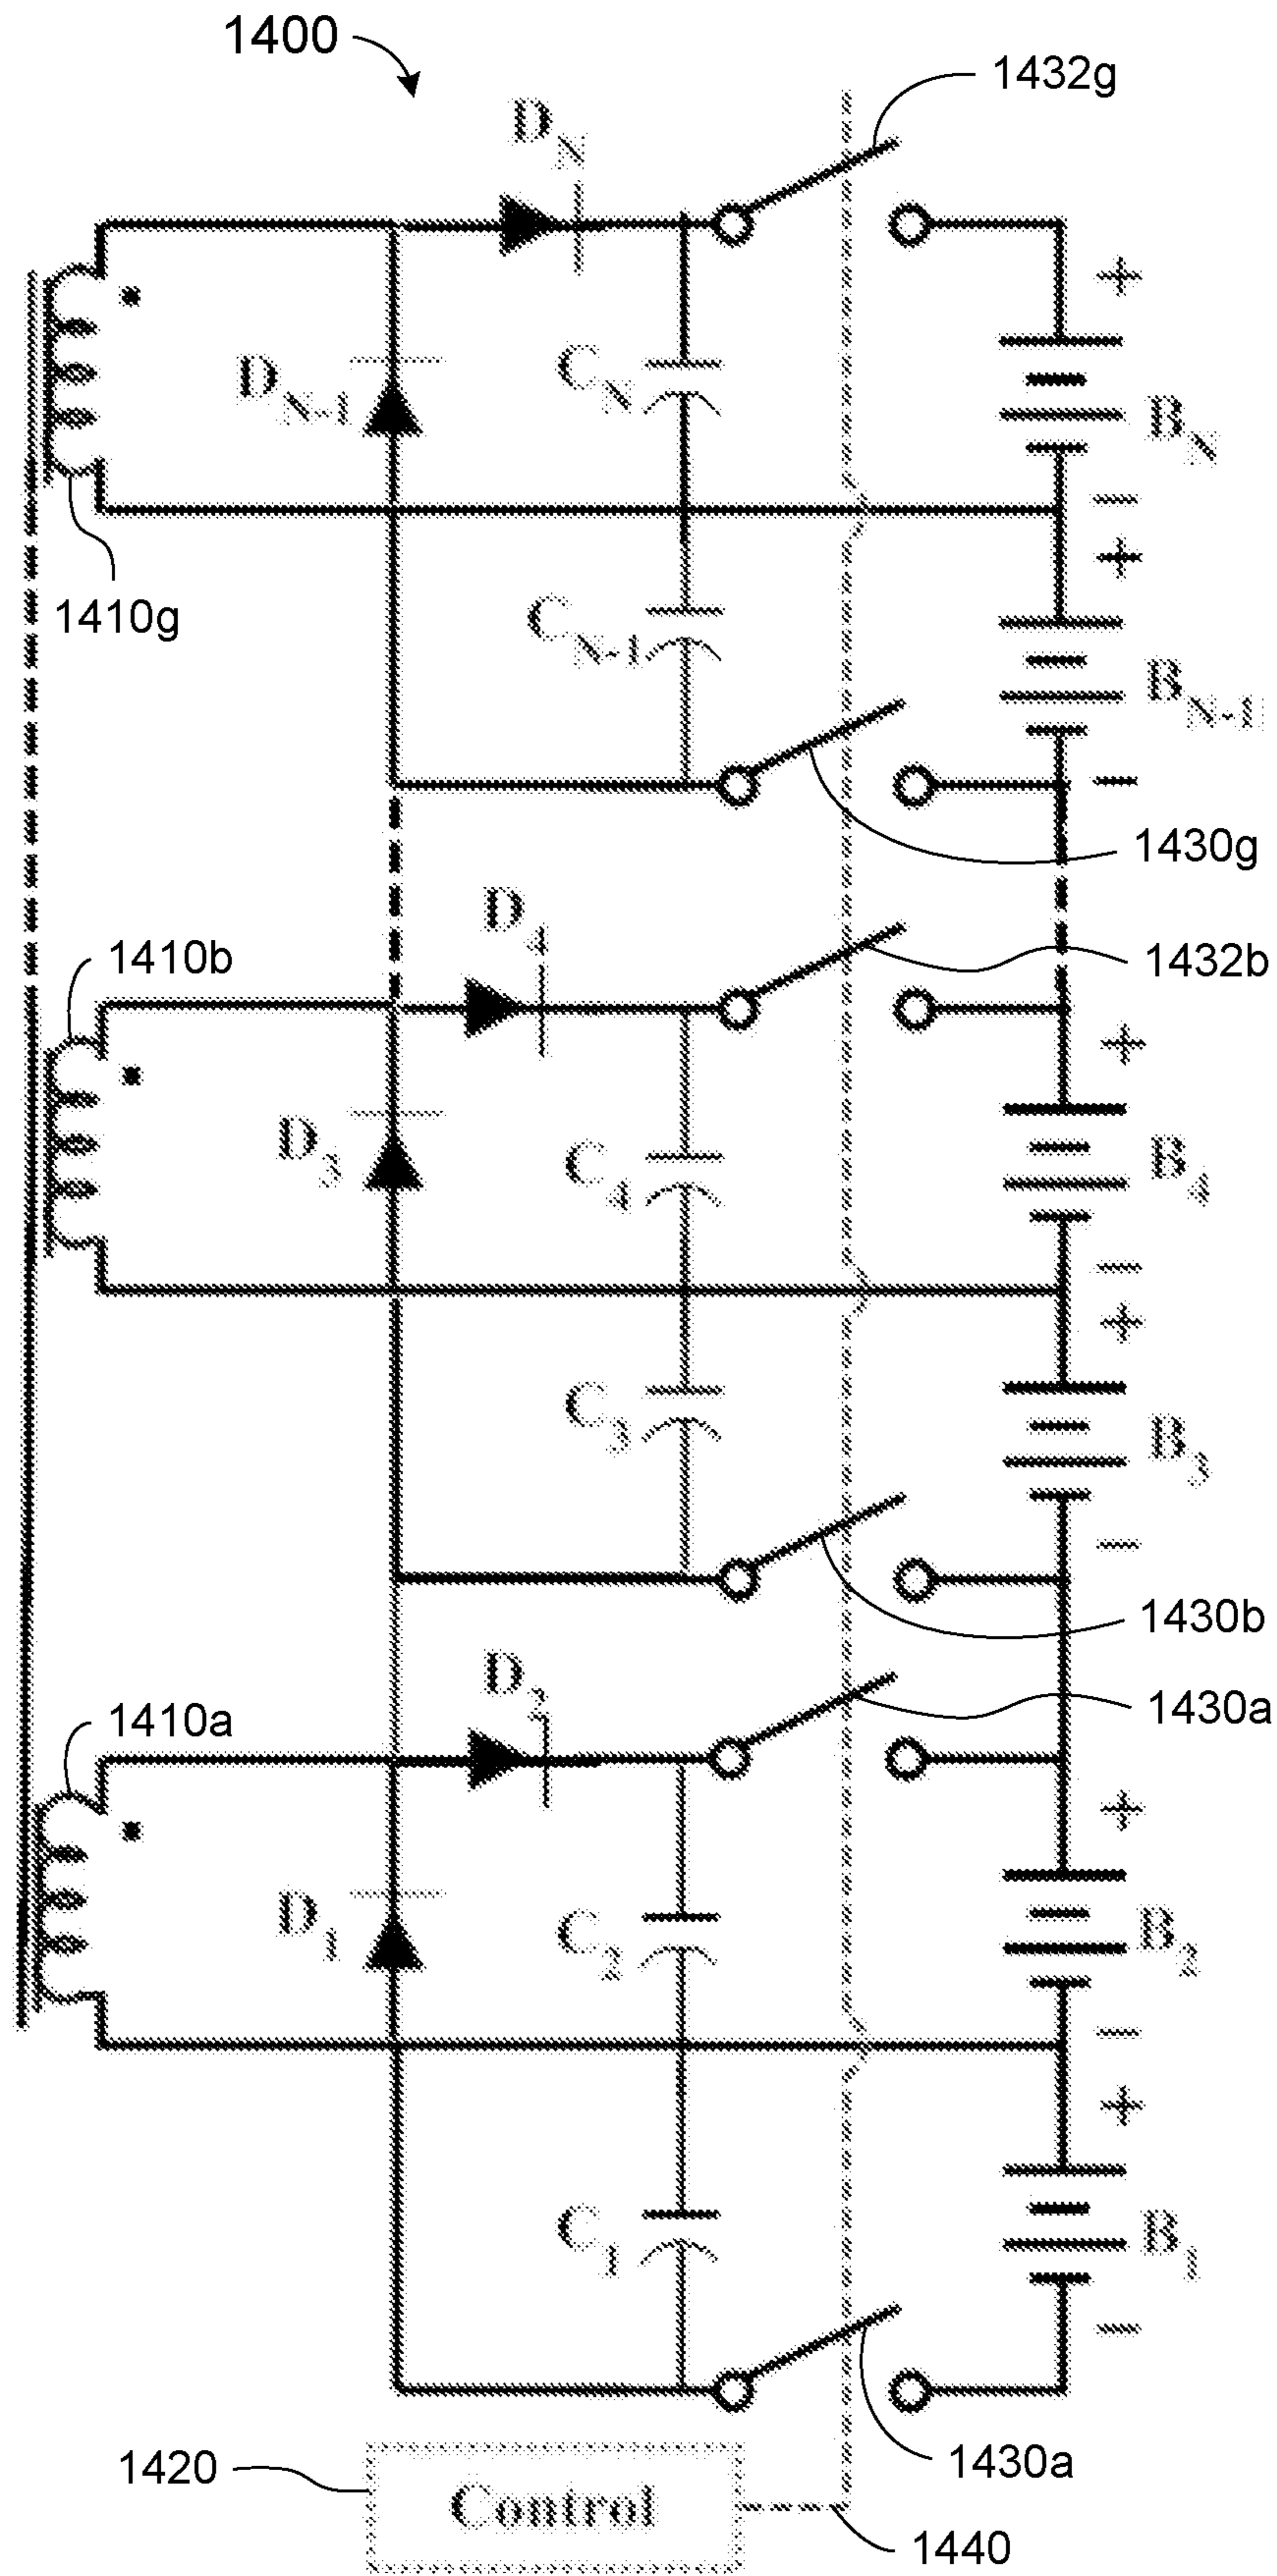 1400
1432g
D_N
+
D_N-1
C_N
B_N
−
+
1410g
C_N-1
B_N-1
−
1430g
D_4
1410b
1432b
+
D_3
C_4
B_4
−
+
C_3
B_3
−
1430b
D_2
1430a
1410a
+
D_1
C_2
B_2
−
+
C_1
B_1
−
1430a
1420
Control
1440